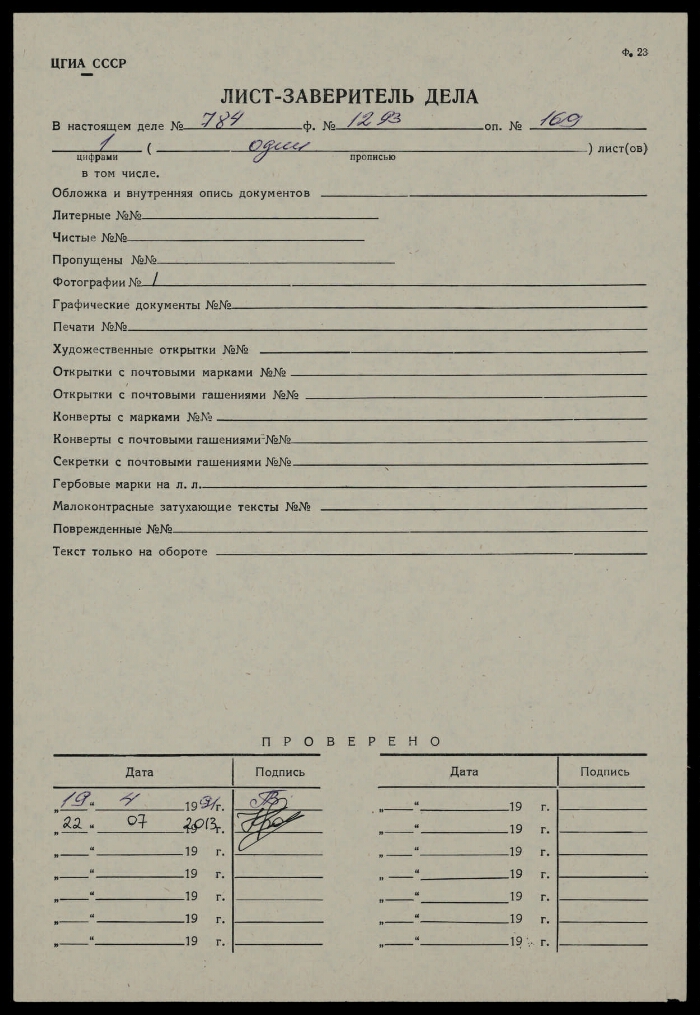 ЦГИА СССР
Ф. 23
ЛИСТ-ЗАВЕРИТЕЛЬ ДЕЛА
В настоящем деле № 784 ф. № 1293 оп. № 169
1 ( один ) лист(ов)
цифрами прописью
в том числе.
Обложка и внутренняя опись документов
Литерные №№
Чистые №№
Пропущены №№
Фотографии № 1
Графические документы №№
Печати №№
Художественные открытки №№
Открытки с почтовыми марками №№
Открытки с почтовыми гашениями №№
Конверты с марками №№
Конверты с почтовыми гашениями №№
Секретки с почтовыми гашениями №№
Гербовые марки на л. л.
Малоконтрасные затухающие тексты №№
Поврежденные №№
Текст только на обороте
ПРОВЕРЕНО
Дата Подпись Дата Подпись
„19“ 4 1991г. „ “ 19 г.
„22“ 07 2013г. „ “ 19 г.
„ “ 19 г. „ “ 19 г.
„ “ 19 г. „ “ 19 г.
„ “ 19 г. „ “ 19 г.
„ “ 19 г. „ “ 19 г.
„ “ 19 г. „ “ 19 г.